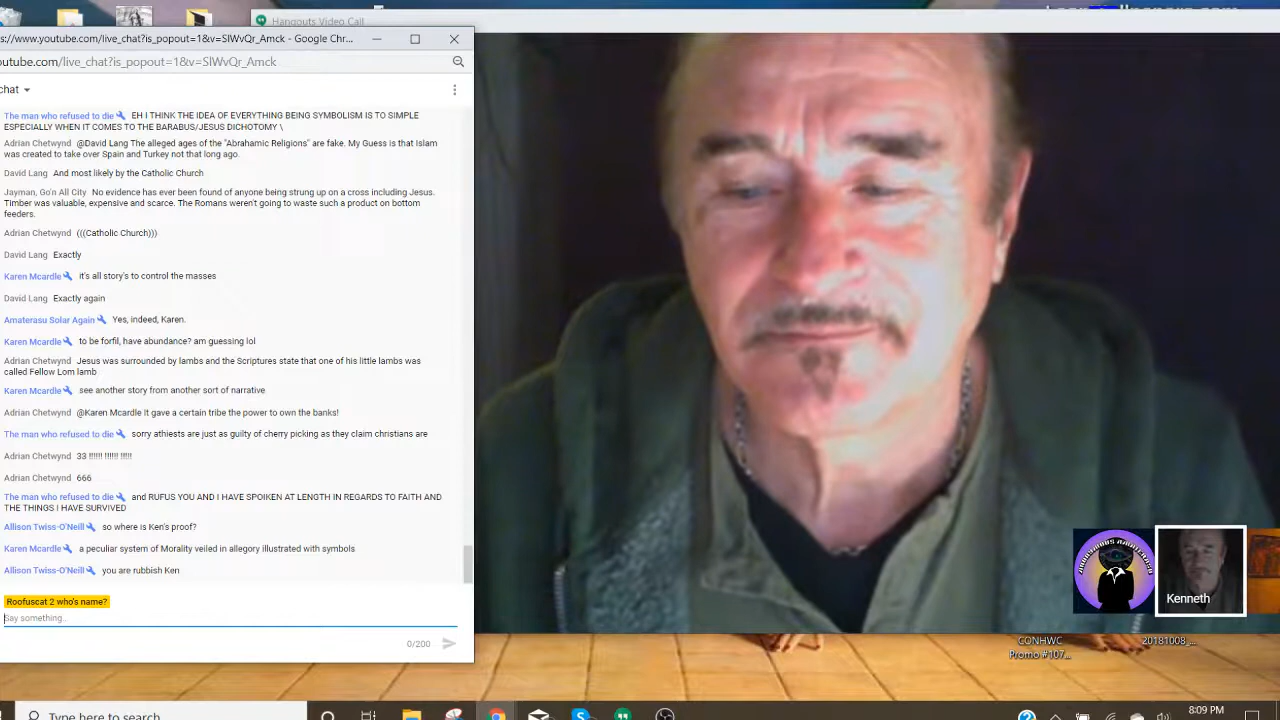 Hangouts Video Call
s://www.youtube.com/live_chat?is_popout=1&v=SlWvQr_Amck - Google Chr...
outube.com/live_chat?is_popout=1&v=SlWvQr_Amck
chat
The man who refused to die EH I THINK THE IDEA OF EVERYTHING BEING SYMBOLISM IS TO SIMPLE
ESPECIALLY WHEN IT COMES TO THE BARABUS/JESUS DICHOTOMY \
Adrian Chetwynd @David Lang The alleged ages of the "Abrahamic Religions" are fake. My Guess is that Islam
was created to take over Spain and Turkey not that long ago.
David Lang And most likely by the Catholic Church
Jayman, Go'n All City No evidence has ever been found of anyone being strung up on a cross including Jesus.
Timber was valuable, expensive and scarce. The Romans weren't going to waste such a product on bottom
feeders.
Adrian Chetwynd (((Catholic Church)))
David Lang Exactly
Karen Mcardle it's all story's to control the masses
David Lang Exactly again
Amaterasu Solar Again Yes, indeed, Karen.
Karen Mcardle to be forfil, have abundance? am guessing lol
Adrian Chetwynd Jesus was surrounded by lambs and the Scriptures state that one of his little lambs was
called Fellow Lom lamb
Karen Mcardle see another story from another sort of narrative
Adrian Chetwynd @Karen Mcardle It gave a certain tribe the power to own the banks!
The man who refused to die sorry athiests are just as guilty of cherry picking as they claim christians are
Adrian Chetwynd 33 !!!!!! !!!!!! !!!!!
Adrian Chetwynd 666
The man who refused to die and RUFUS YOU AND I HAVE SPOIKEN AT LENGTH IN REGARDS TO FAITH AND
THE THINGS I HAVE SURVIVED
Allison Twiss-O'Neill so where is Ken's proof?
Karen Mcardle a peculiar system of Morality veiled in allegory illustrated with symbols
Allison Twiss-O'Neill you are rubbish Ken
Roofuscat 2 who's name?
Say something...
0/200
Kenneth
CONHWC
Promo #107...
20181008_...
Type here to search
8:09 PM